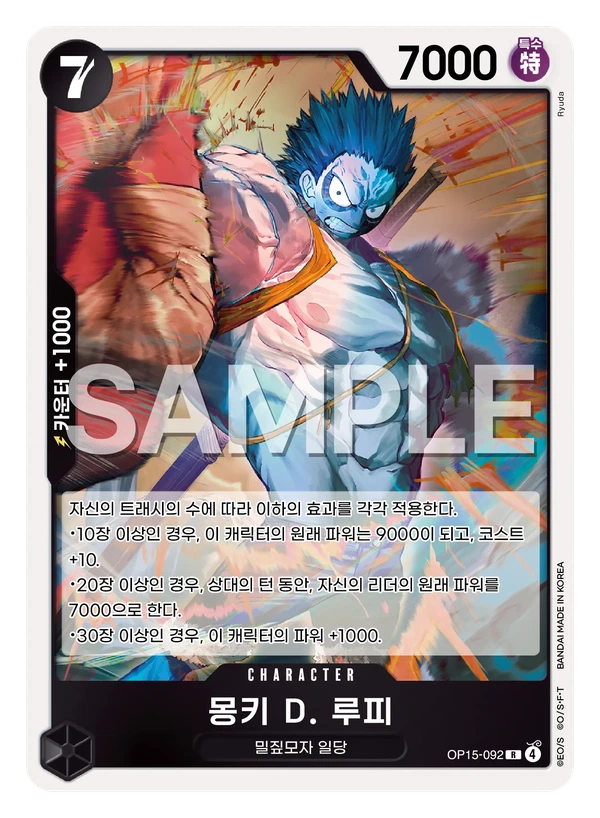 7
7000
특수
特
Ryuda
⚡카운터 +1000
SAMPLE
자신의 트래시의 수에 따라 이하의 효과를 각각 적용한다.
•10장 이상인 경우, 이 캐릭터의 원래 파워는 9000이 되고, 코스트
+10.
•20장 이상인 경우, 상대의 턴 동안, 자신의 리더의 원래 파워를
7000으로 한다.
•30장 이상인 경우, 이 캐릭터의 파워 +1000.
CHARACTER
몽키 D. 루피
밀짚모자 일당
OP15-092 R 4
©EO/S ©O/S·F·T BANDAI MADE IN KOREA